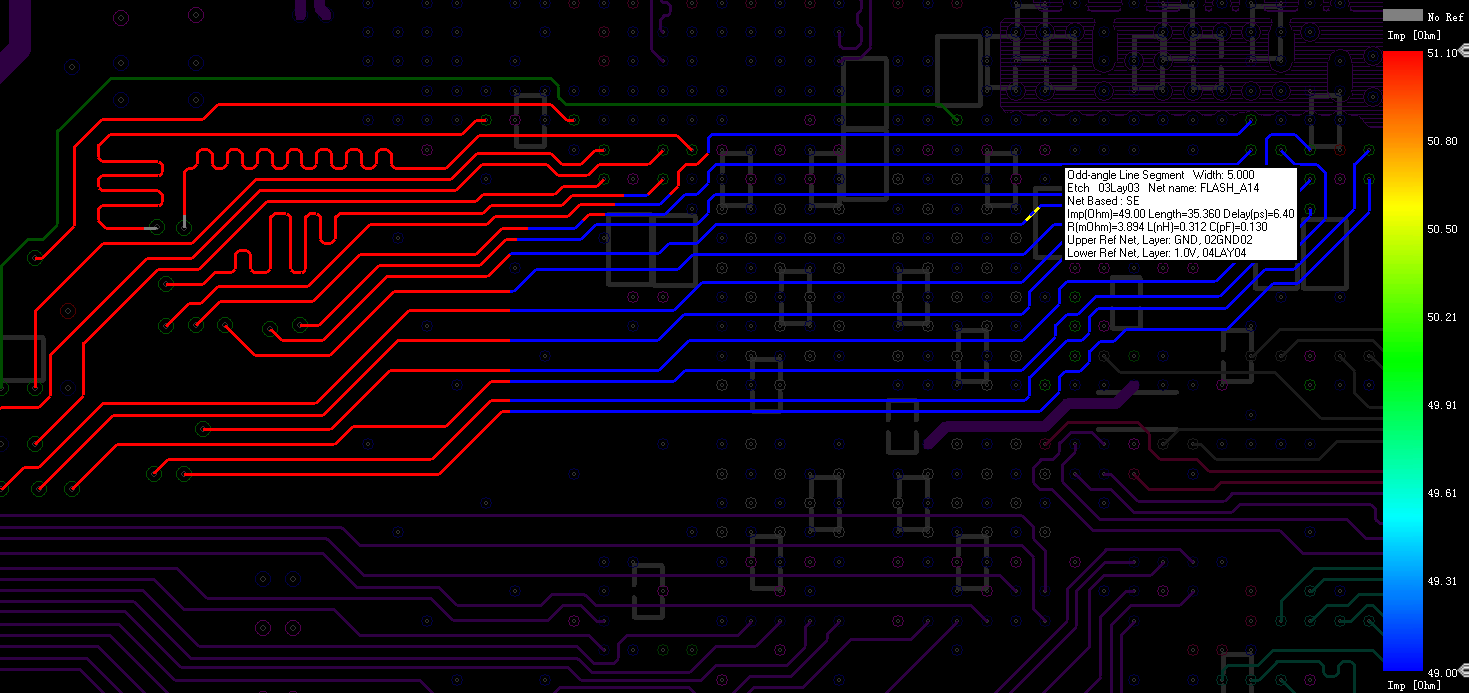 No Ref
Imp [Ohm]
51.10
50.80
50.50
50.21
49.91
49.61
49.31
49.00
Imp [Ohm]
Odd-angle Line Segment   Width: 5.000
Etch   03Lay03   Net name: FLASH_A14
Net Based : SE
Imp(Ohm)=49.00 Length=35.360 Delay(ps)=6.40
R(mOhm)=3.894 L(nH)=0.312 C(pF)=0.130
Upper Ref Net, Layer: GND, 02GND02
Lower Ref Net, Layer: 1.0V, 04LAY04